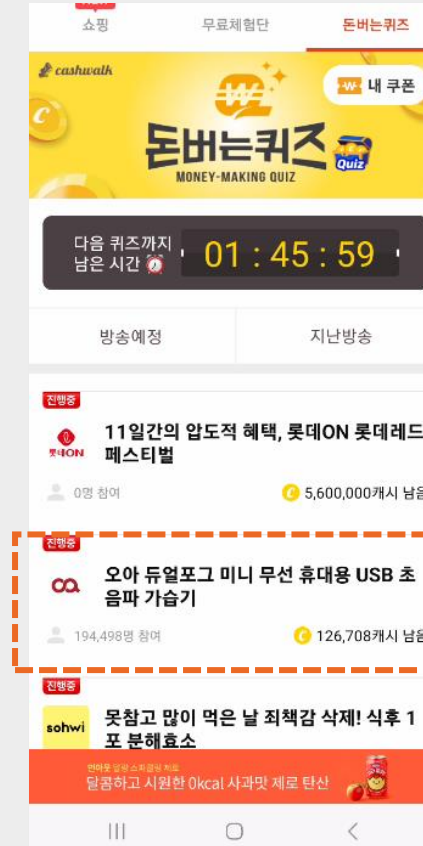 쇼핑
무료체험단
돈버는퀴즈
cashwalk
내 쿠폰
돈버는퀴즈
Quiz
MONEY-MAKING QUIZ
다음 퀴즈까지
남은 시간
01 : 45 : 59
방송예정
지난방송
진행중
11일간의 압도적 혜택, 롯데ON 롯데레드
페스티벌
롯데ON
0명 참여
5,600,000캐시 남음
진행중
오아 듀얼포그 미니 무선 휴대용 USB 초
음파 가습기
194,498명 참여
126,708캐시 남음
진행중
sohwi
못참고 많이 먹은 날 죄책감 삭제! 식후 1
포 분해효소
달콤하고 시원한 0kcal 사과맛 제로 탄산